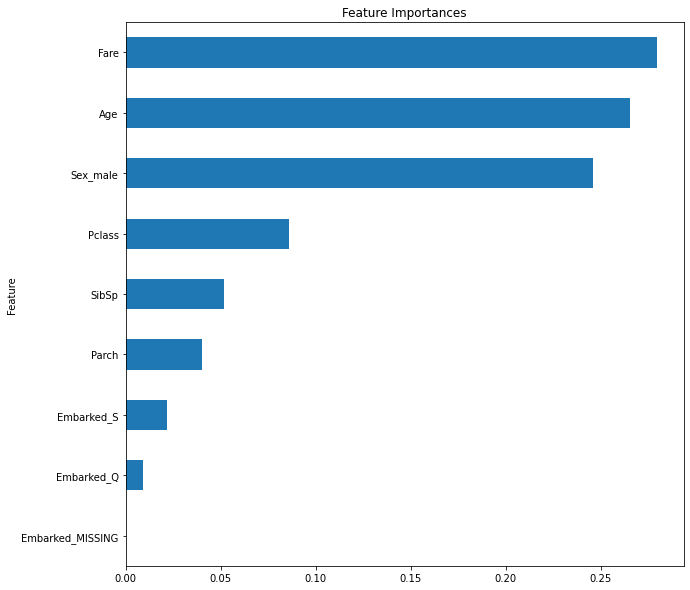 Feature Importances
Feature
Fare
Age
Sex_male
Pclass
SibSp
Parch
Embarked_S
Embarked_Q
Embarked_MISSING
0.00 0.05 0.10 0.15 0.20 0.25